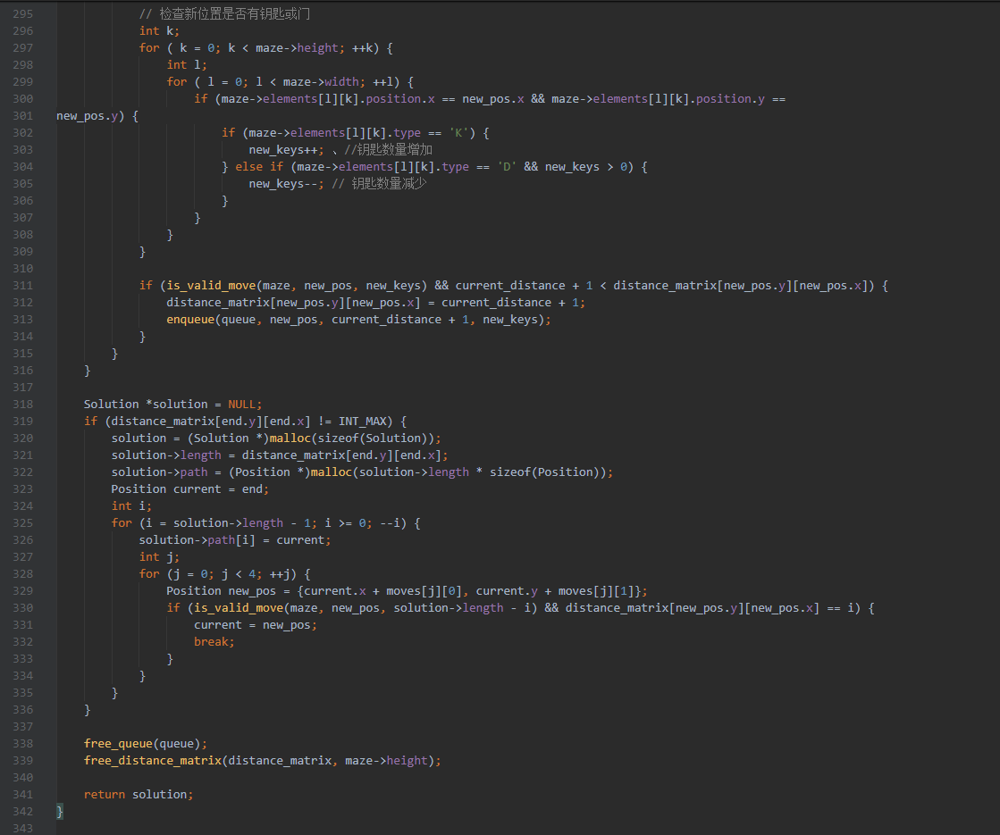 295 // 检查新位置是否有钥匙或门
296 int k;
297 for ( k = 0; k < maze->height; ++k) {
298 int l;
299 for ( l = 0; l < maze->width; ++l) {
300 if (maze->elements[l][k].position.x == new_pos.x && maze->elements[l][k].position.y ==
301 new_pos.y) {
302 if (maze->elements[l][k].type == 'K') {
303 new_keys++; 、//钥匙数量增加
304 } else if (maze->elements[l][k].type == 'D' && new_keys > 0) {
305 new_keys--; // 钥匙数量减少
306 }
307 }
308 }
309 }
310
311 if (is_valid_move(maze, new_pos, new_keys) && current_distance + 1 < distance_matrix[new_pos.y][new_pos.x]) {
312 distance_matrix[new_pos.y][new_pos.x] = current_distance + 1;
313 enqueue(queue, new_pos, current_distance + 1, new_keys);
314 }
315 }
316 }
317
318 Solution *solution = NULL;
319 if (distance_matrix[end.y][end.x] != INT_MAX) {
320 solution = (Solution *)malloc(sizeof(Solution));
321 solution->length = distance_matrix[end.y][end.x];
322 solution->path = (Position *)malloc(solution->length * sizeof(Position));
323 Position current = end;
324 int i;
325 for (i = solution->length - 1; i >= 0; --i) {
326 solution->path[i] = current;
327 int j;
328 for (j = 0; j < 4; ++j) {
329 Position new_pos = {current.x + moves[j][0], current.y + moves[j][1]};
330 if (is_valid_move(maze, new_pos, solution->length - i) && distance_matrix[new_pos.y][new_pos.x] == i) {
331 current = new_pos;
332 break;
333 }
334 }
335 }
336 }
337
338 free_queue(queue);
339 free_distance_matrix(distance_matrix, maze->height);
340
341 return solution;
342 }
343